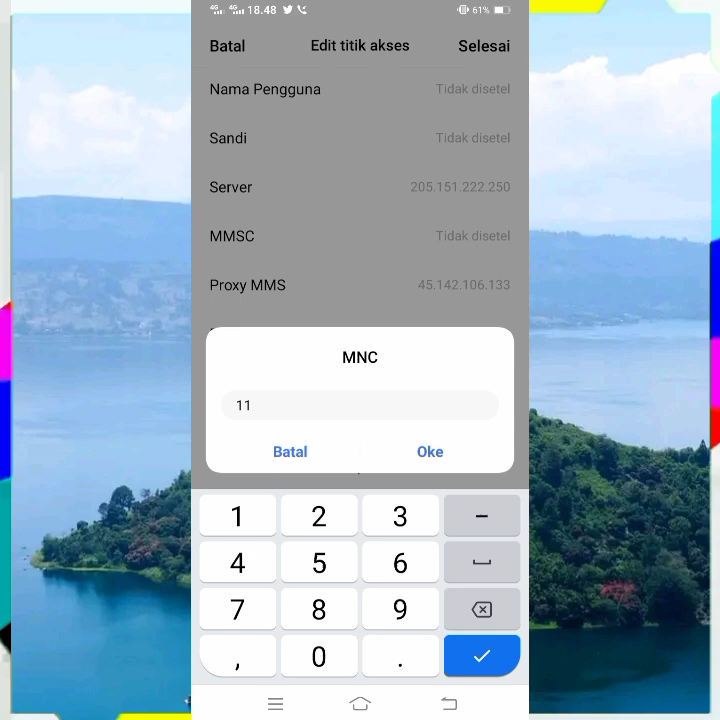 4G 4G 18.48 61%
Batal Edit titik akses Selesai
Nama Pengguna Tidak disetel
Sandi Tidak disetel
Server 205.151.222.250
MMSC Tidak disetel
Proxy MMS 45.142.106.133
MNC
11
Batal Oke
1 2 3 -
4 5 6
7 8 9
, 0 .